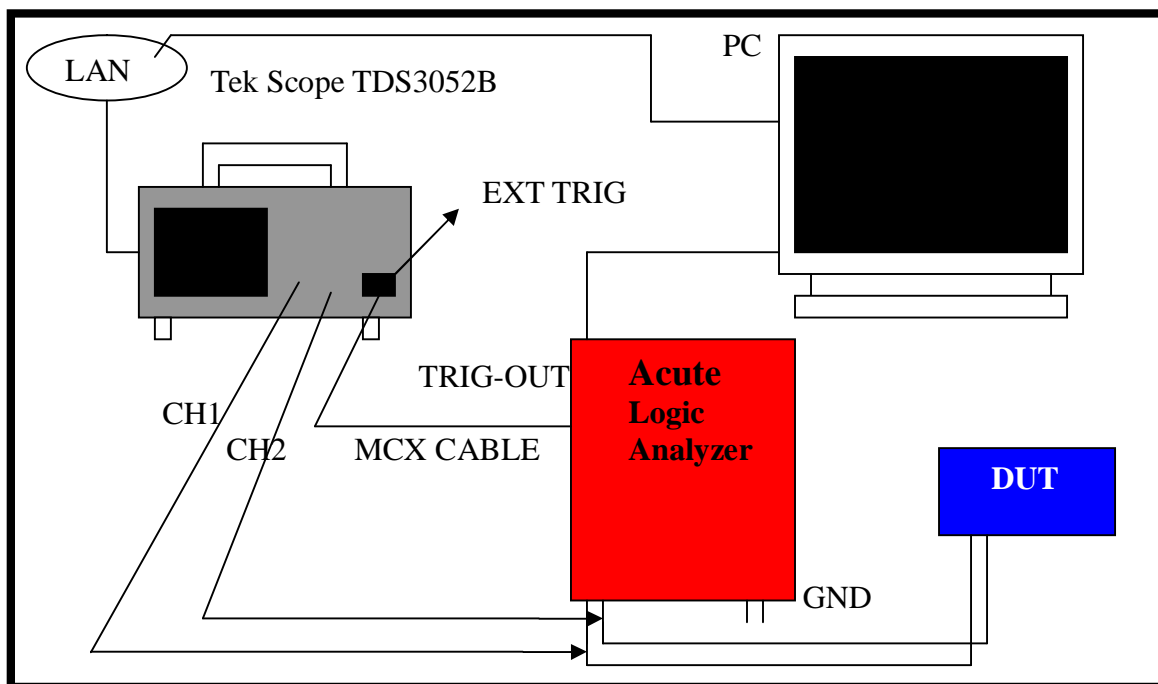 PC
LAN
Tek Scope TDS3052B
EXT TRIG
TRIG-OUT
Acute
Logic
Analyzer
CH1
CH2
MCX CABLE
DUT
GND